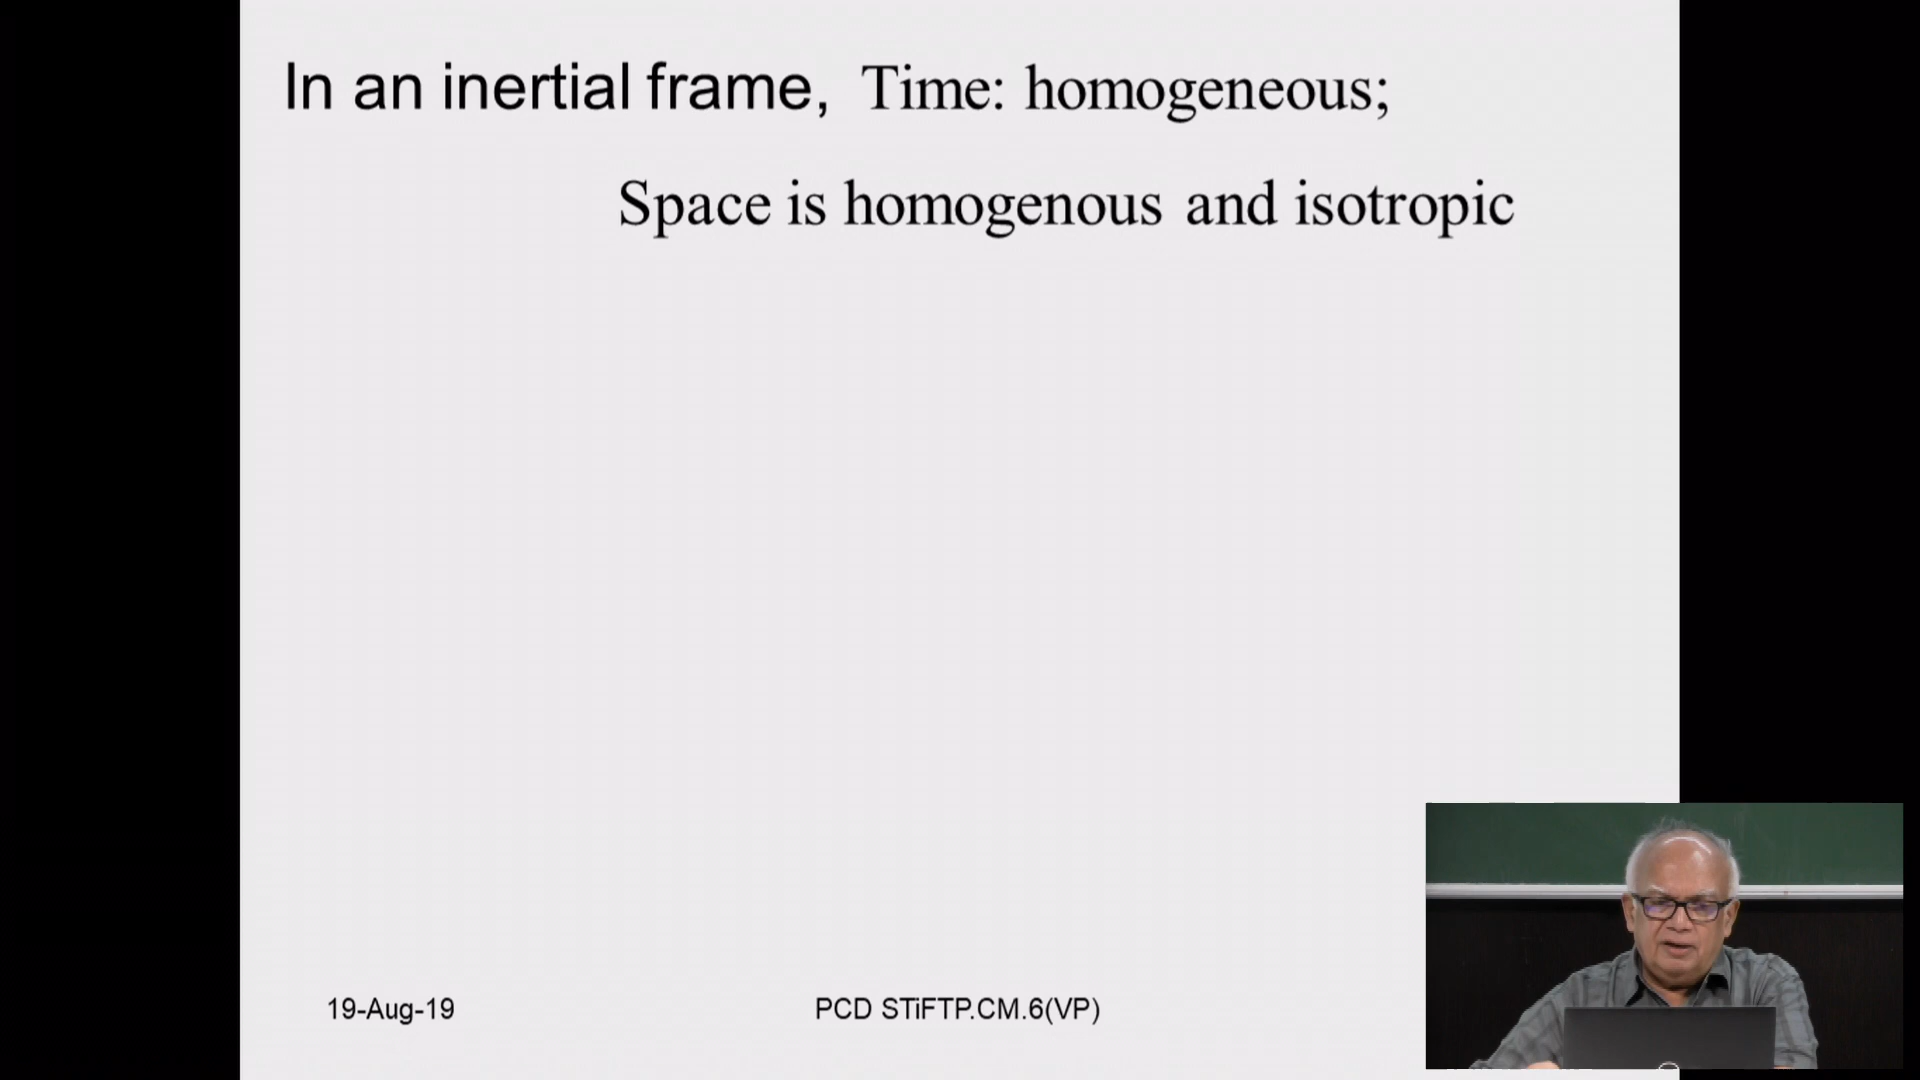 In an inertial frame, Time: homogeneous;
Space is homogenous and isotropic
19-Aug-19
PCD STiFTP.CM.6(VP)